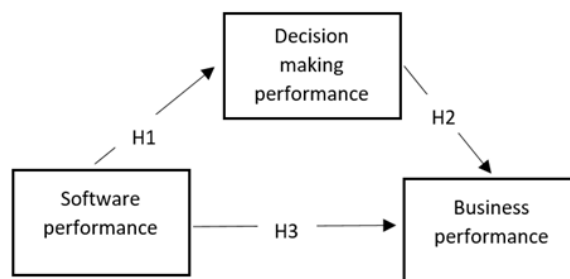 Decision
making
performance
H1
H2
Software
performance
H3
Business
performance